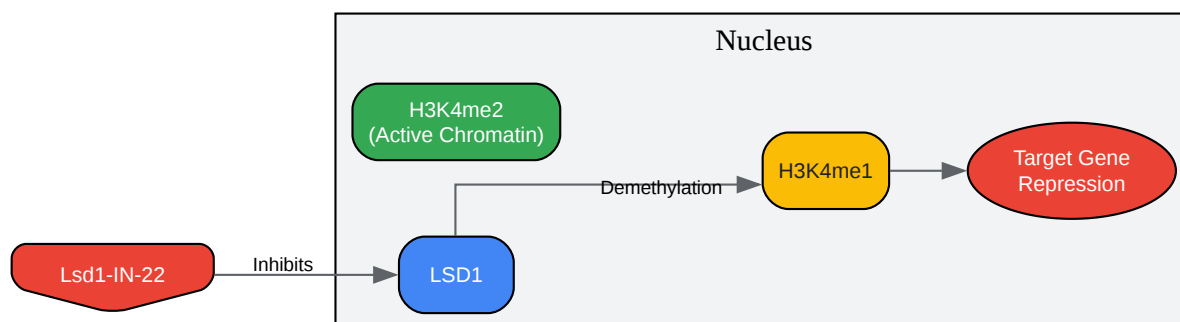 Nucleus
H3K4me2
(Active Chromatin)
Demethylation
H3K4me1
Target Gene
Repression
Lsd1-IN-22
Inhibits
LSD1